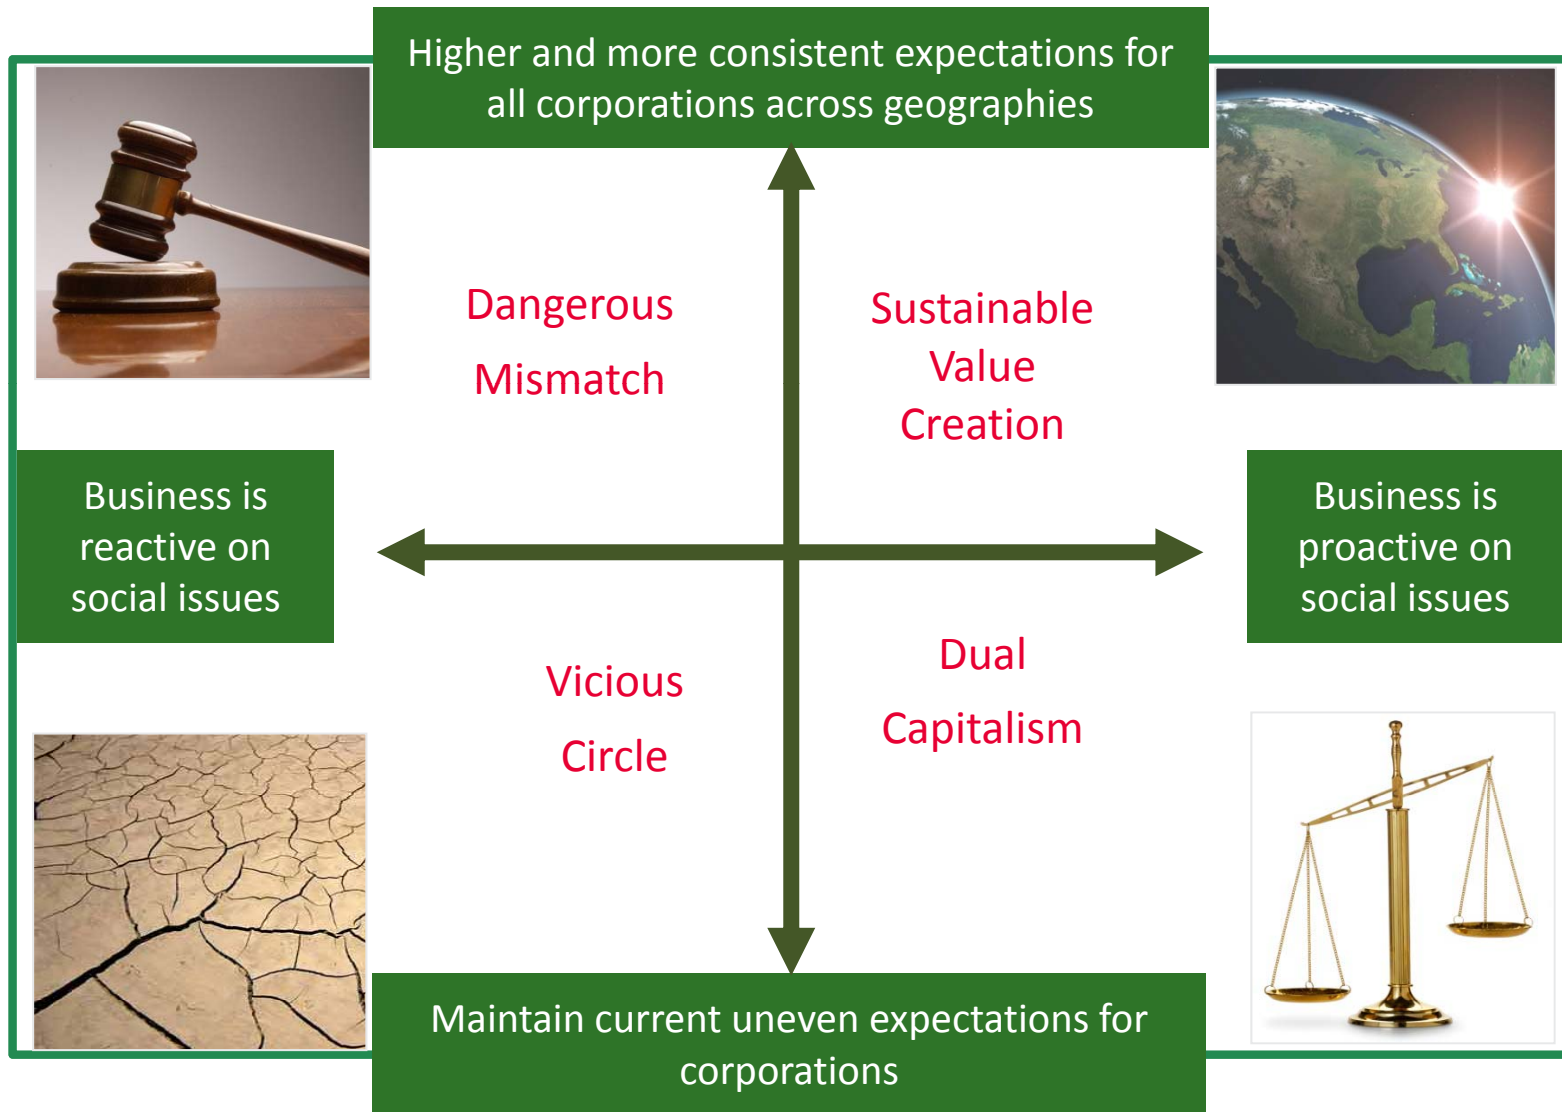 Higher and more consistent expectations for
all corporations across geographies
Dangerous
Mismatch
Sustainable
Value
Creation
Business is
reactive on
social issues
Business is
proactive on
social issues
Vicious
Circle
Dual
Capitalism
Maintain current uneven expectations for
corporations